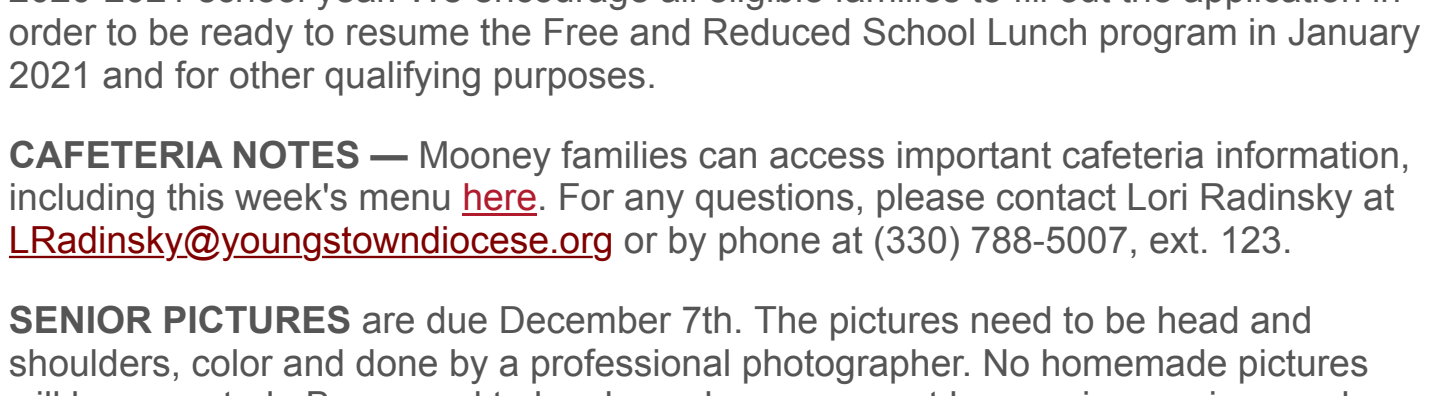 order to be ready to resume the Free and Reduced School Lunch program in January
2021 and for other qualifying purposes.
CAFETERIA NOTES — Mooney families can access important cafeteria information,
including this week's menu here. For any questions, please contact Lori Radinsky at
LRadinsky@youngstowndiocese.org or by phone at (330) 788-5007, ext. 123.
SENIOR PICTURES are due December 7th. The pictures need to be head and
shoulders, color and done by a professional photographer. No homemade pictures